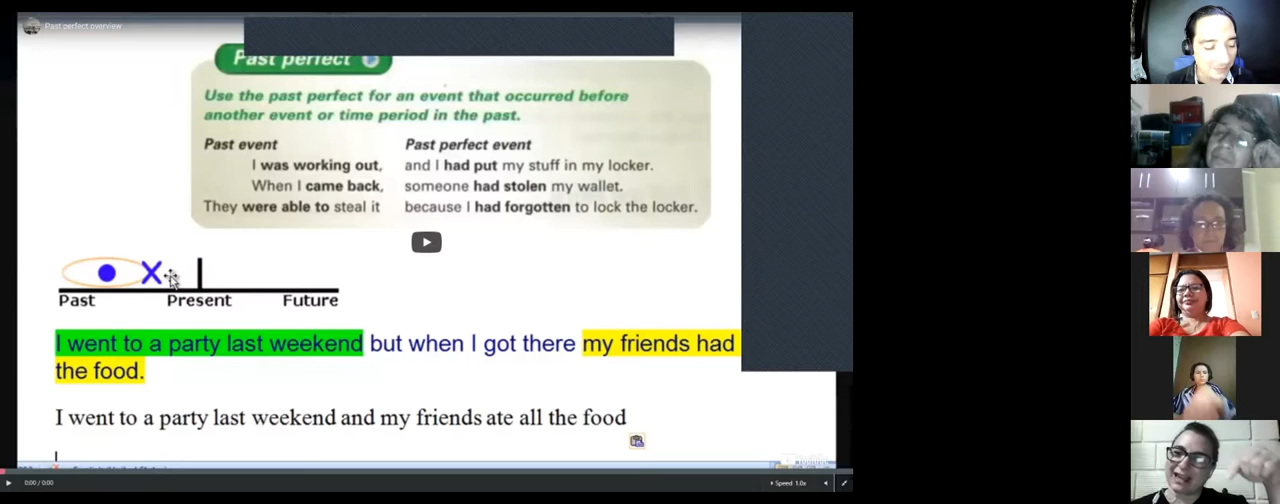 Past perfect overview
Past perfect
Use the past perfect for an event that occurred before
another event or time period in the past.
Past event Past perfect event
I was working out, and I had put my stuff in my locker.
When I came back, someone had stolen my wallet.
They were able to steal it because I had forgotten to lock the locker.
Past Present Future
I went to a party last weekend but when I got there my friends had
the food.
I went to a party last weekend and my friends ate all the food
0:00 / 0:00
Speed 1.0x